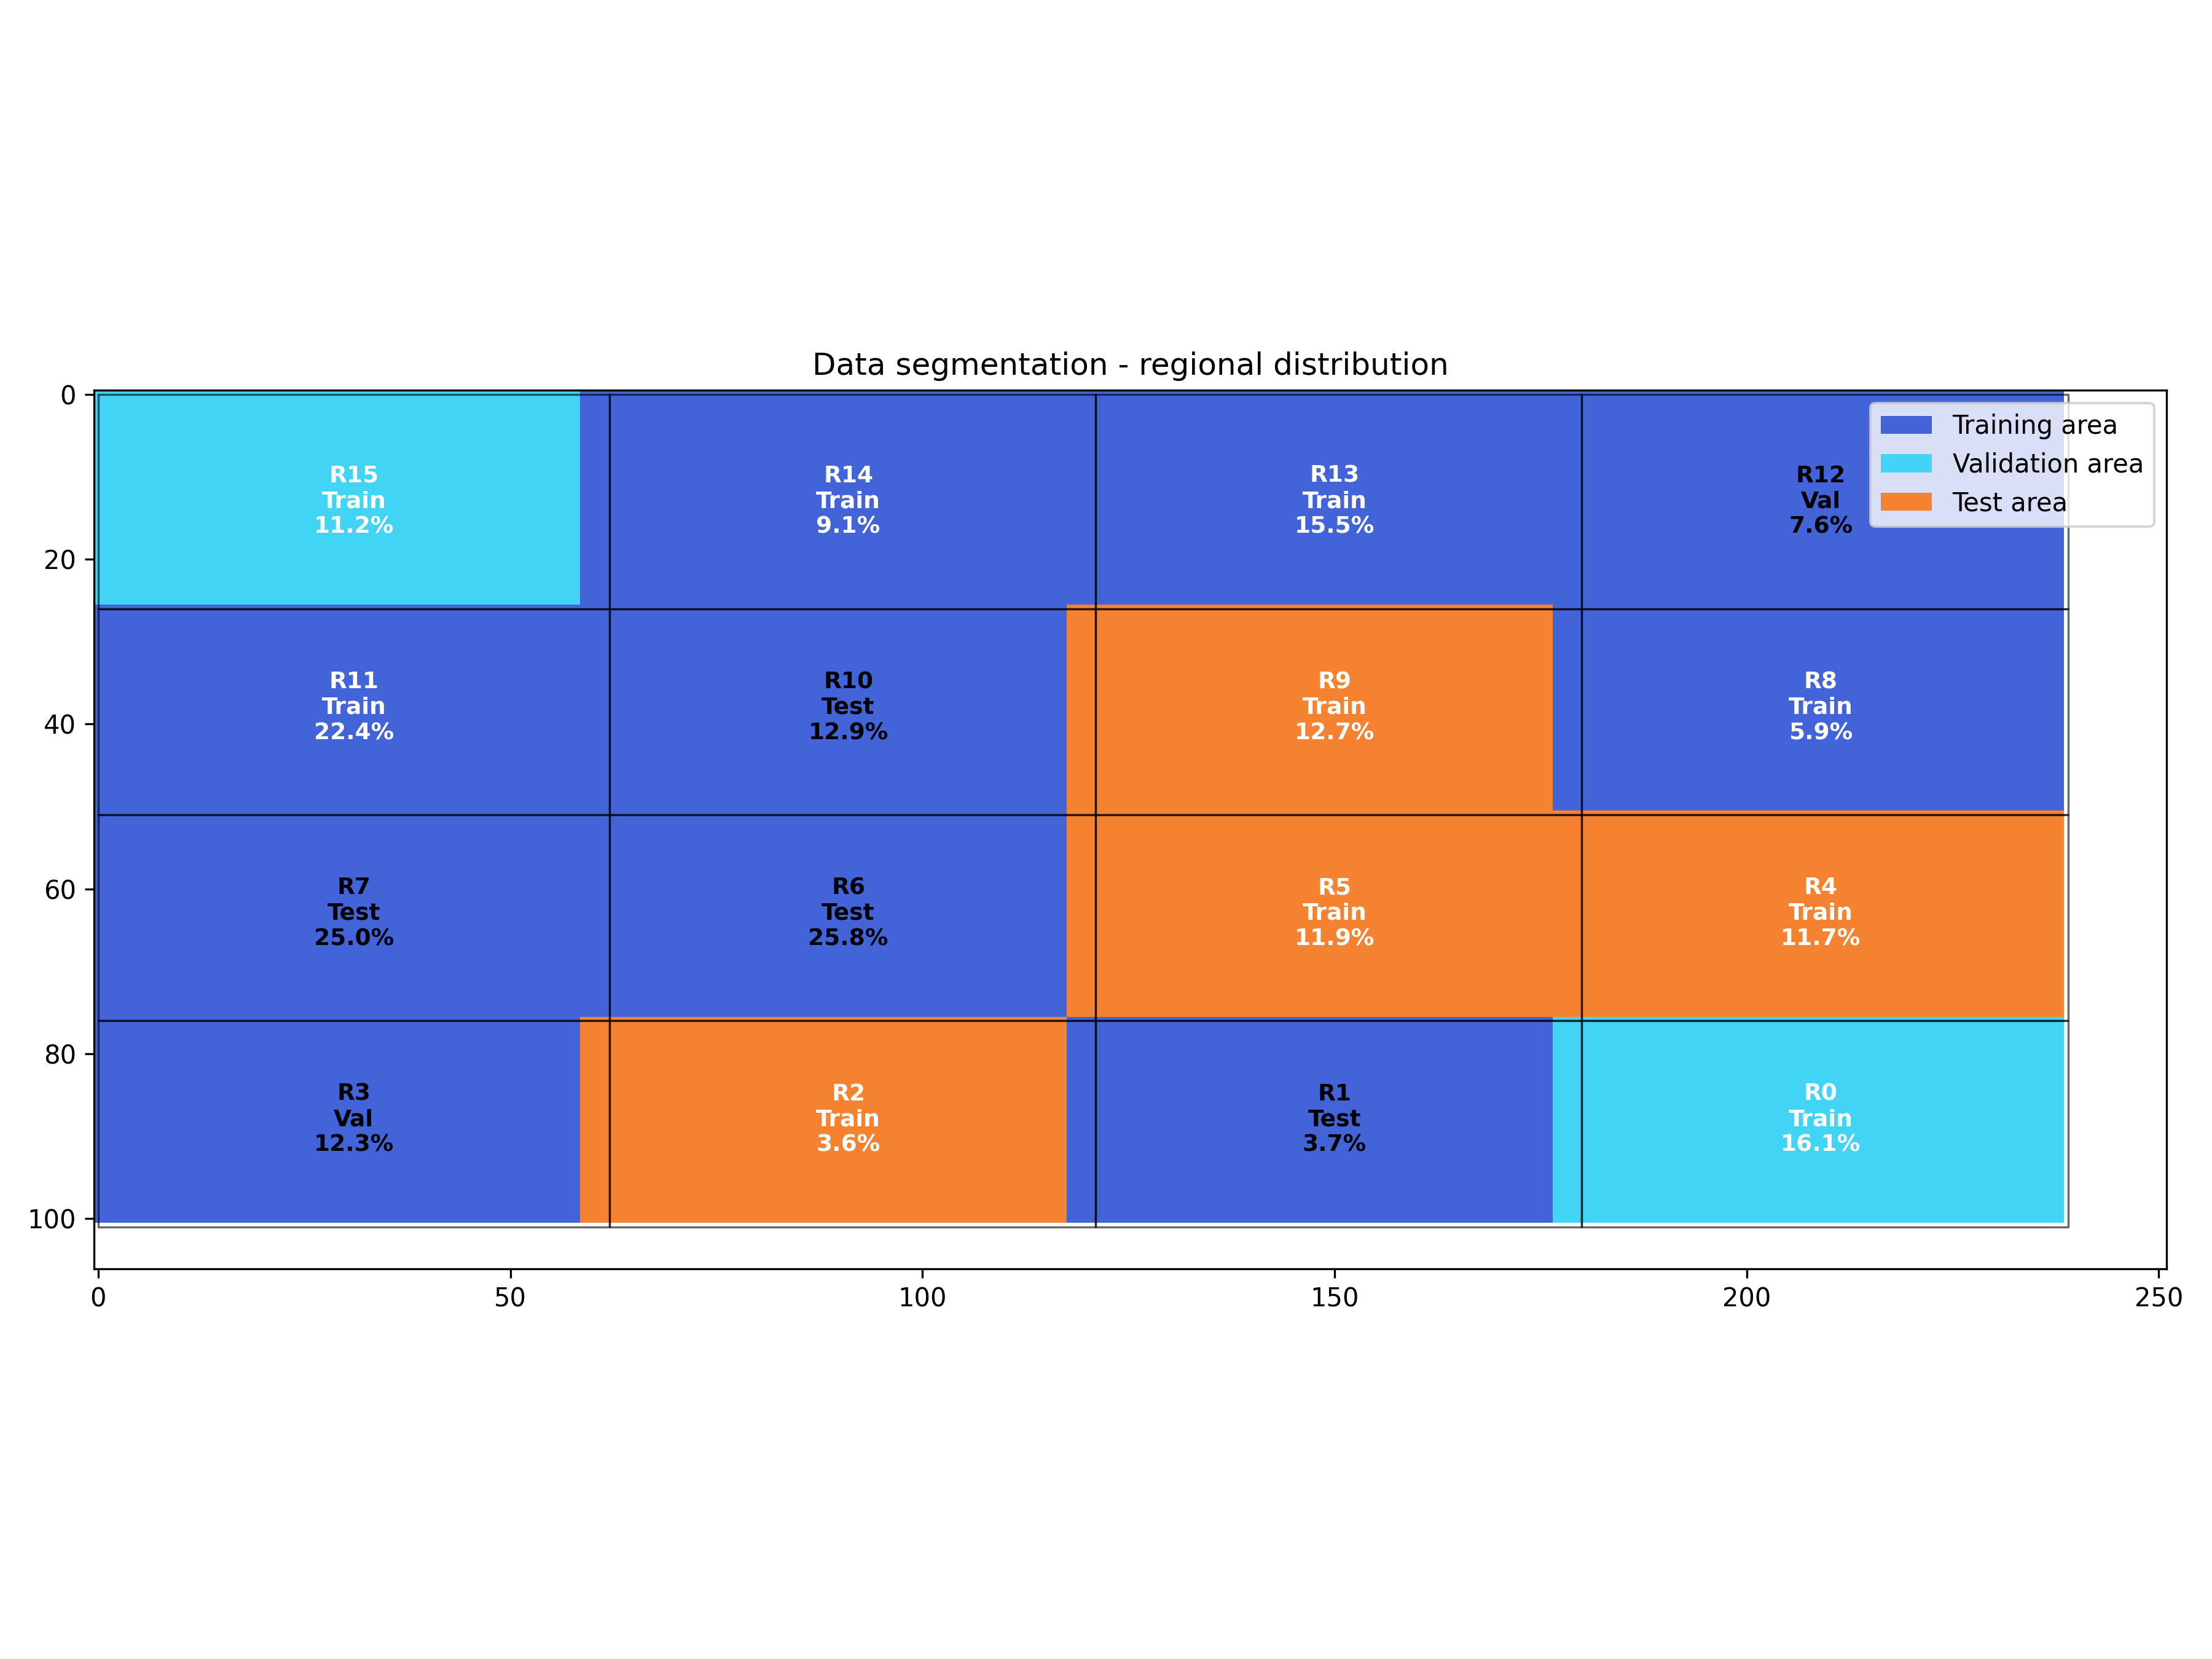 Data segmentation - regional distribution
0
20
40
60
80
100
R15
Train
11.2%
R14
Train
9.1%
R13
Train
15.5%
R12
Val
7.6%
Training area
Validation area
Test area
R11
Train
22.4%
R10
Test
12.9%
R9
Train
12.7%
R8
Train
5.9%
R7
Test
25.0%
R6
Test
25.8%
R5
Train
11.9%
R4
Train
11.7%
R3
Val
12.3%
R2
Train
3.6%
R1
Test
3.7%
R0
Train
16.1%
0
50
100
150
200
250